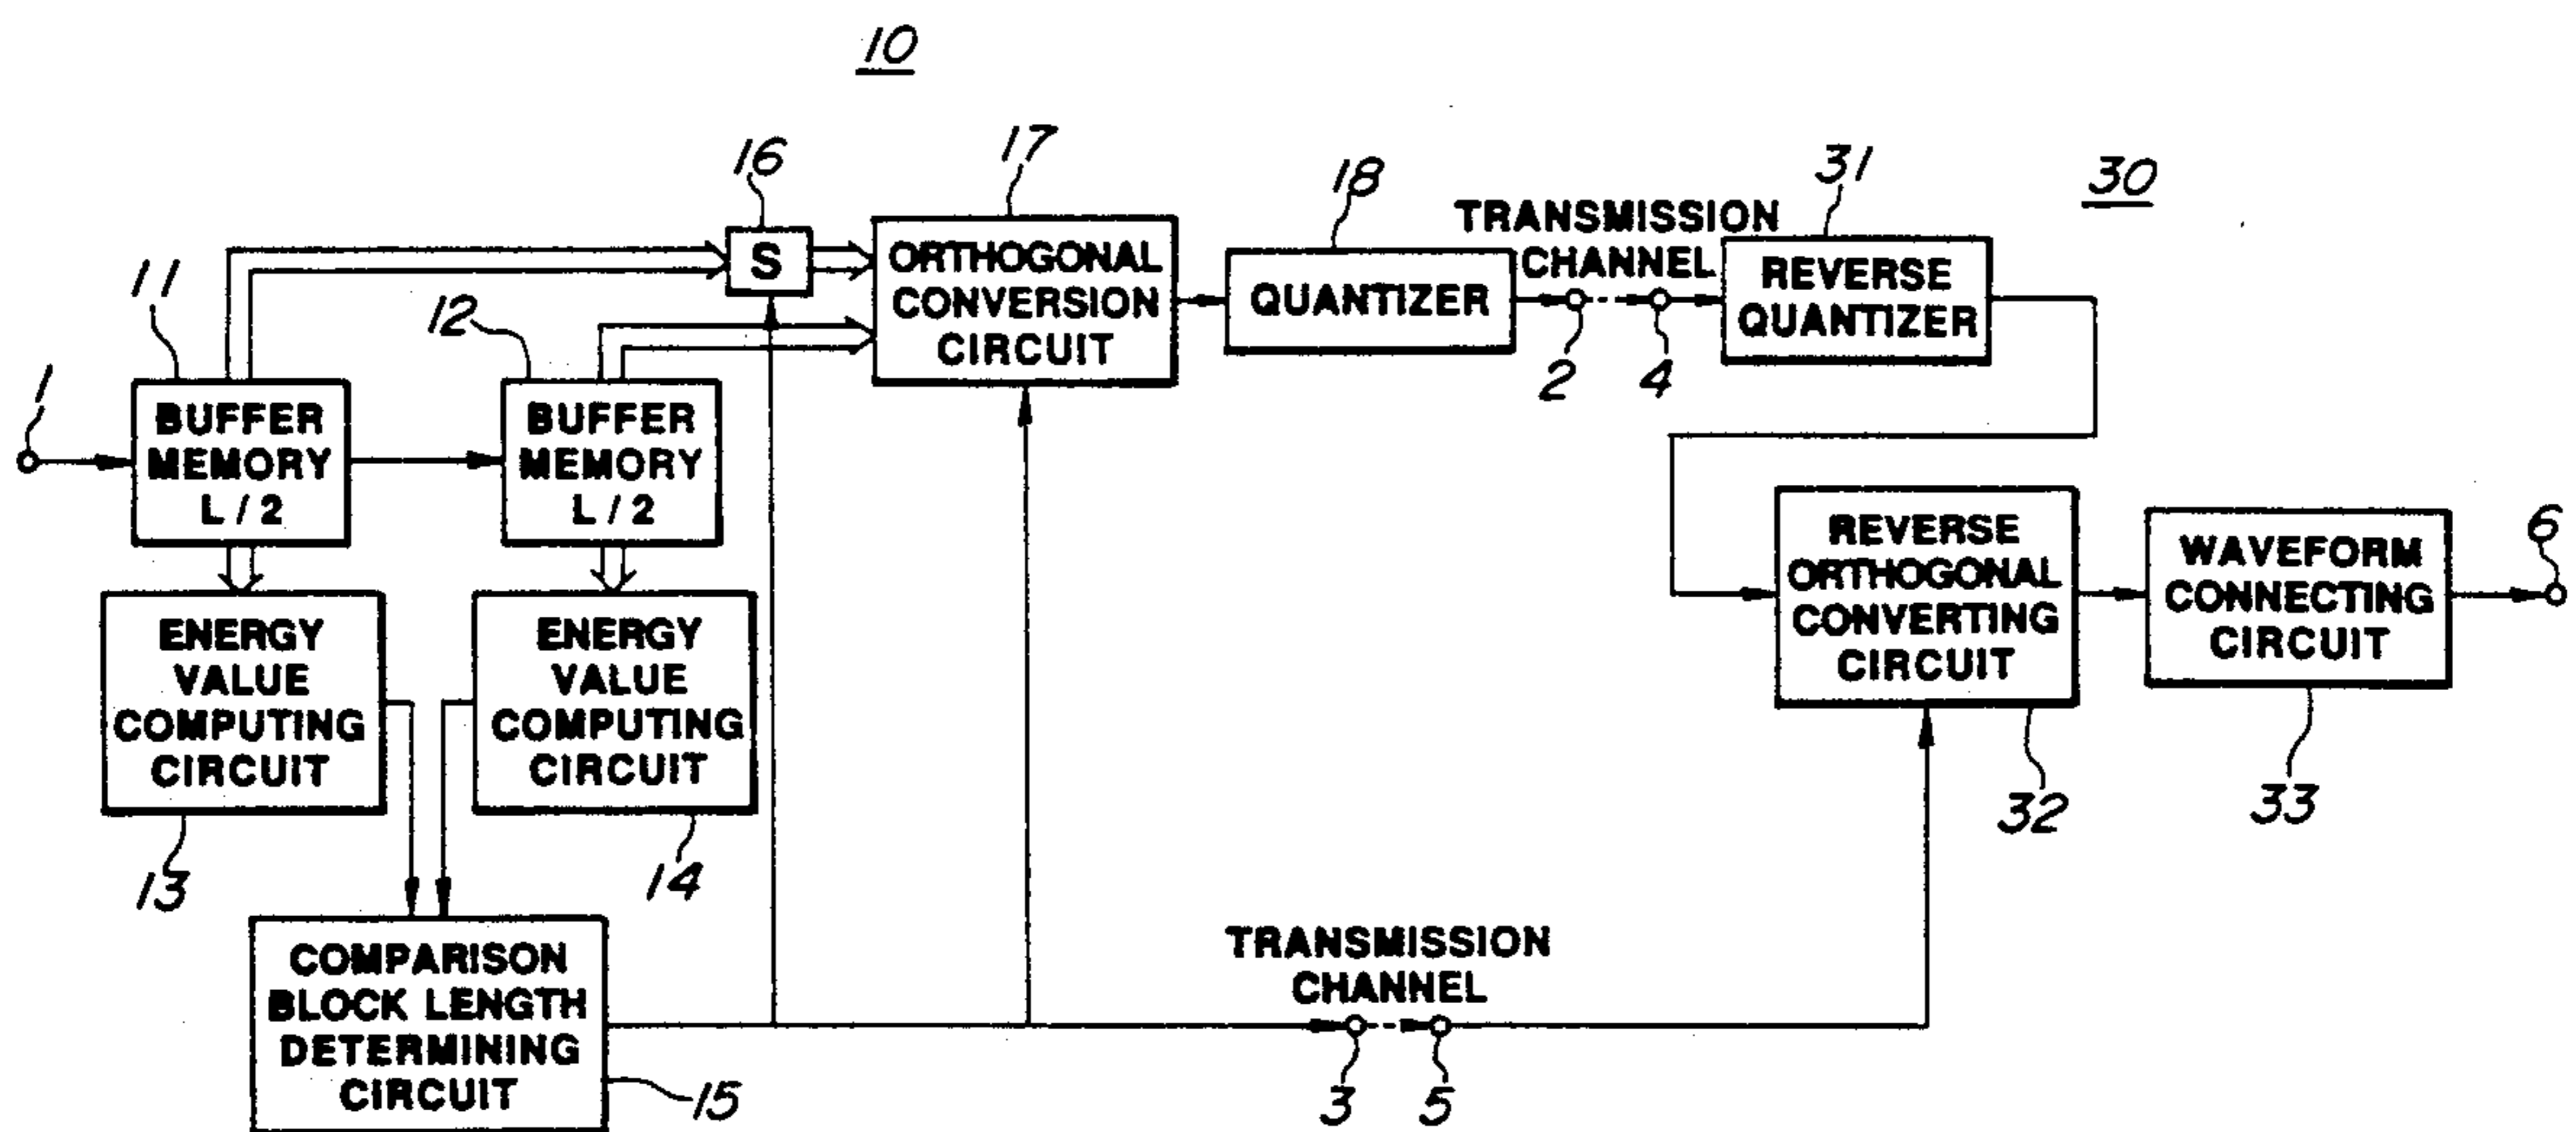 10
16
17
18
TRANSMISSION
CHANNEL
31
30
11
12
S
ORTHOGONAL
CONVERSION
CIRCUIT
QUANTIZER
2
4
REVERSE
QUANTIZER
1
BUFFER
MEMORY
L/2
BUFFER
MEMORY
L/2
ENERGY
VALUE
COMPUTING
CIRCUIT
13
ENERGY
VALUE
COMPUTING
CIRCUIT
14
REVERSE
ORTHOGONAL
CONVERTING
CIRCUIT
32
WAVEFORM
CONNECTING
CIRCUIT
33
6
COMPARISON
BLOCK LENGTH
DETERMINING
CIRCUIT
15
TRANSMISSION
CHANNEL
3
5